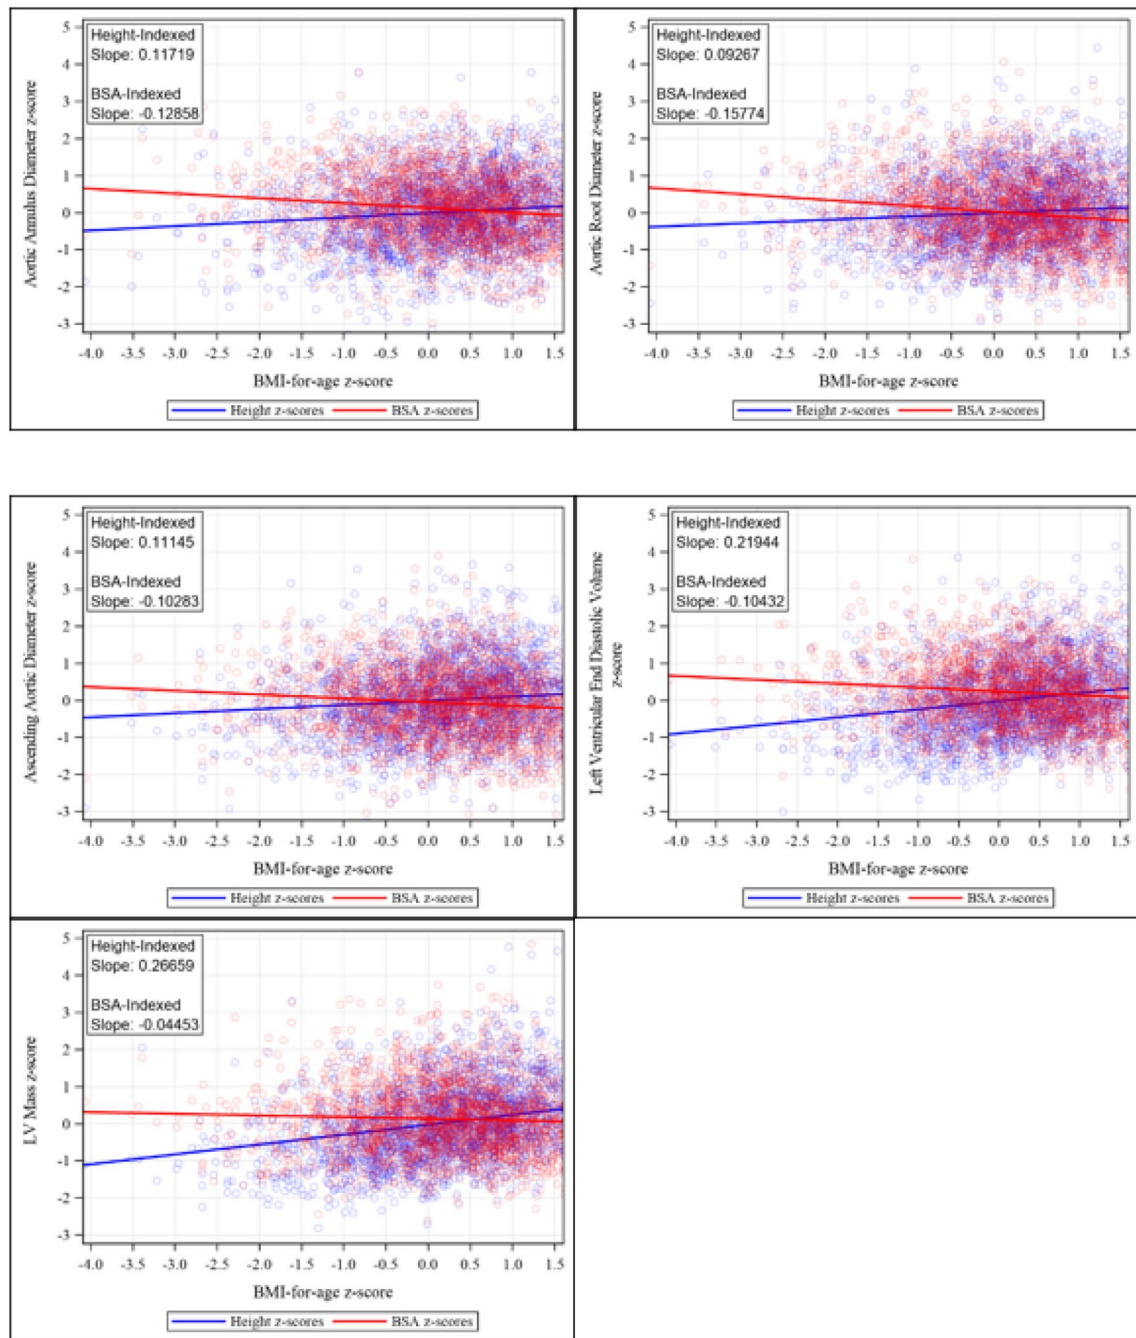 Height-Indexed
Slope: 0.11719
BSA-Indexed
Slope: -0.12858
Aortic Annulus Diameter z-score
5
4
3
2
1
0
-1
-2
-3
-4.0 -3.5 -3.0 -2.5 -2.0 -1.5 -1.0 -0.5 0.0 0.5 1.0 1.5
BMI-for-age z-score
Height z-scores BSA z-scores
Height-Indexed
Slope: 0.09267
BSA-Indexed
Slope: -0.15774
Aortic Root Diameter z-score
5
4
3
2
1
0
-1
-2
-3
-4.0 -3.5 -3.0 -2.5 -2.0 -1.5 -1.0 -0.5 0.0 0.5 1.0 1.5
BMI-for-age z-score
Height z-scores BSA z-scores
Height-Indexed
Slope: 0.11145
BSA-Indexed
Slope: -0.10283
Ascending Aortic Diameter z-score
5
4
3
2
1
0
-1
-2
-3
-4.0 -3.5 -3.0 -2.5 -2.0 -1.5 -1.0 -0.5 0.0 0.5 1.0 1.5
BMI-for-age z-score
Height z-scores BSA z-scores
Height-Indexed
Slope: 0.21944
BSA-Indexed
Slope: -0.10432
Left Ventricular End Diastolic Volume
z-score
5
4
3
2
1
0
-1
-2
-3
-4.0 -3.5 -3.0 -2.5 -2.0 -1.5 -1.0 -0.5 0.0 0.5 1.0 1.5
BMI-for-age z-score
Height z-scores BSA z-scores
Height-Indexed
Slope: 0.26659
BSA-Indexed
Slope: -0.04453
LV Mass z-score
5
4
3
2
1
0
-1
-2
-3
-4.0 -3.5 -3.0 -2.5 -2.0 -1.5 -1.0 -0.5 0.0 0.5 1.0 1.5
BMI-for-age z-score
Height z-scores BSA z-scores